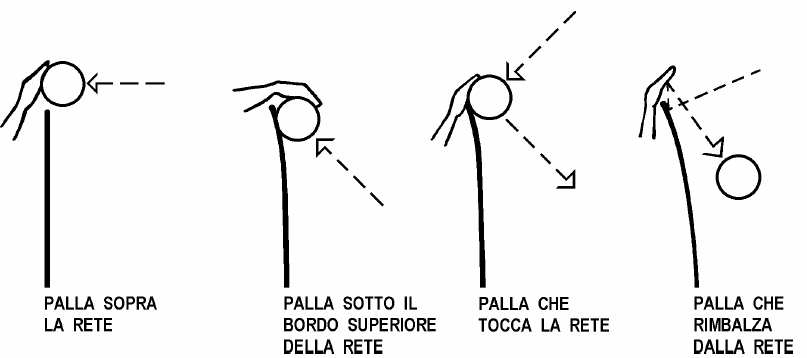 PALLA SOPRA
LA RETE
PALLA SOTTO IL
BORDO SUPERIORE
DELLA RETE
PALLA CHE
TOCCA LA RETE
PALLA CHE
RIMBALZA
DALLA RETE